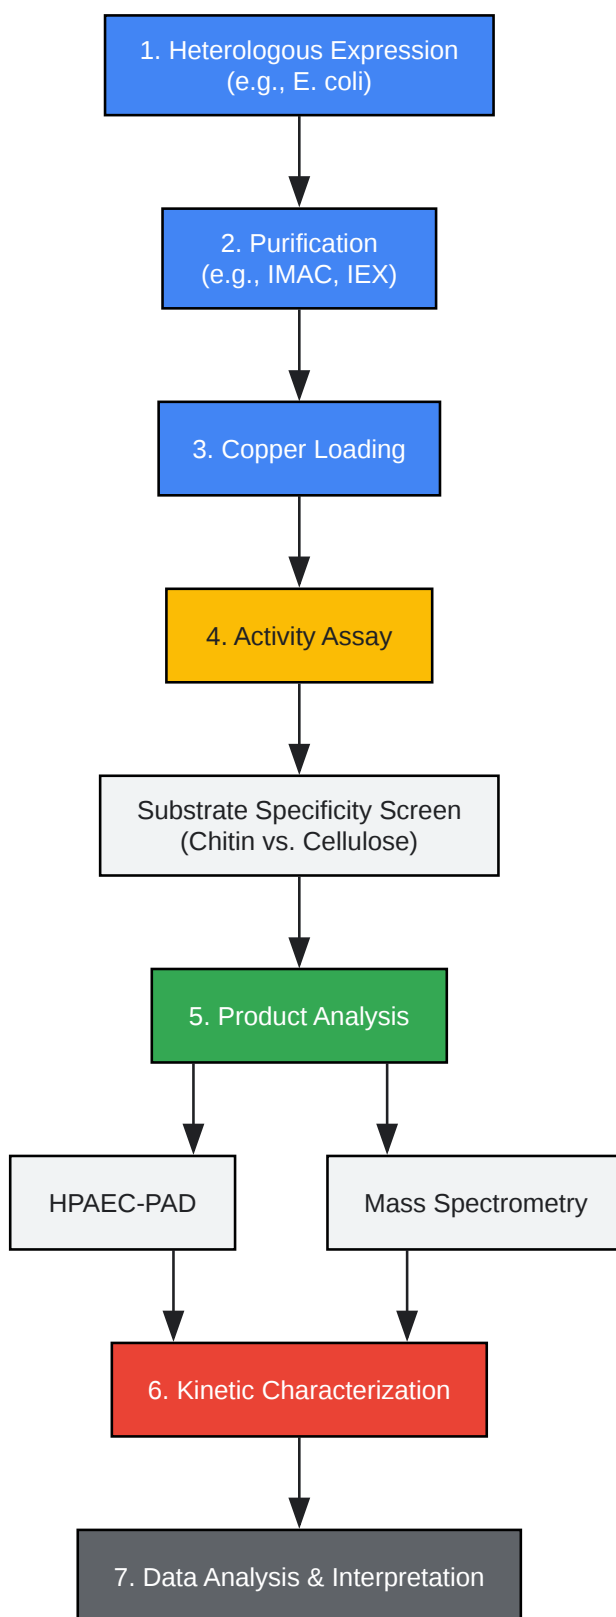 1. Heterologous Expression
(e.g., E. coli)
2. Purification
(e.g., IMAC, IEX)
3. Copper Loading
4. Activity Assay
Substrate Specificity Screen
(Chitin vs. Cellulose)
5. Product Analysis
HPAEC-PAD
Mass Spectrometry
6. Kinetic Characterization
7. Data Analysis & Interpretation